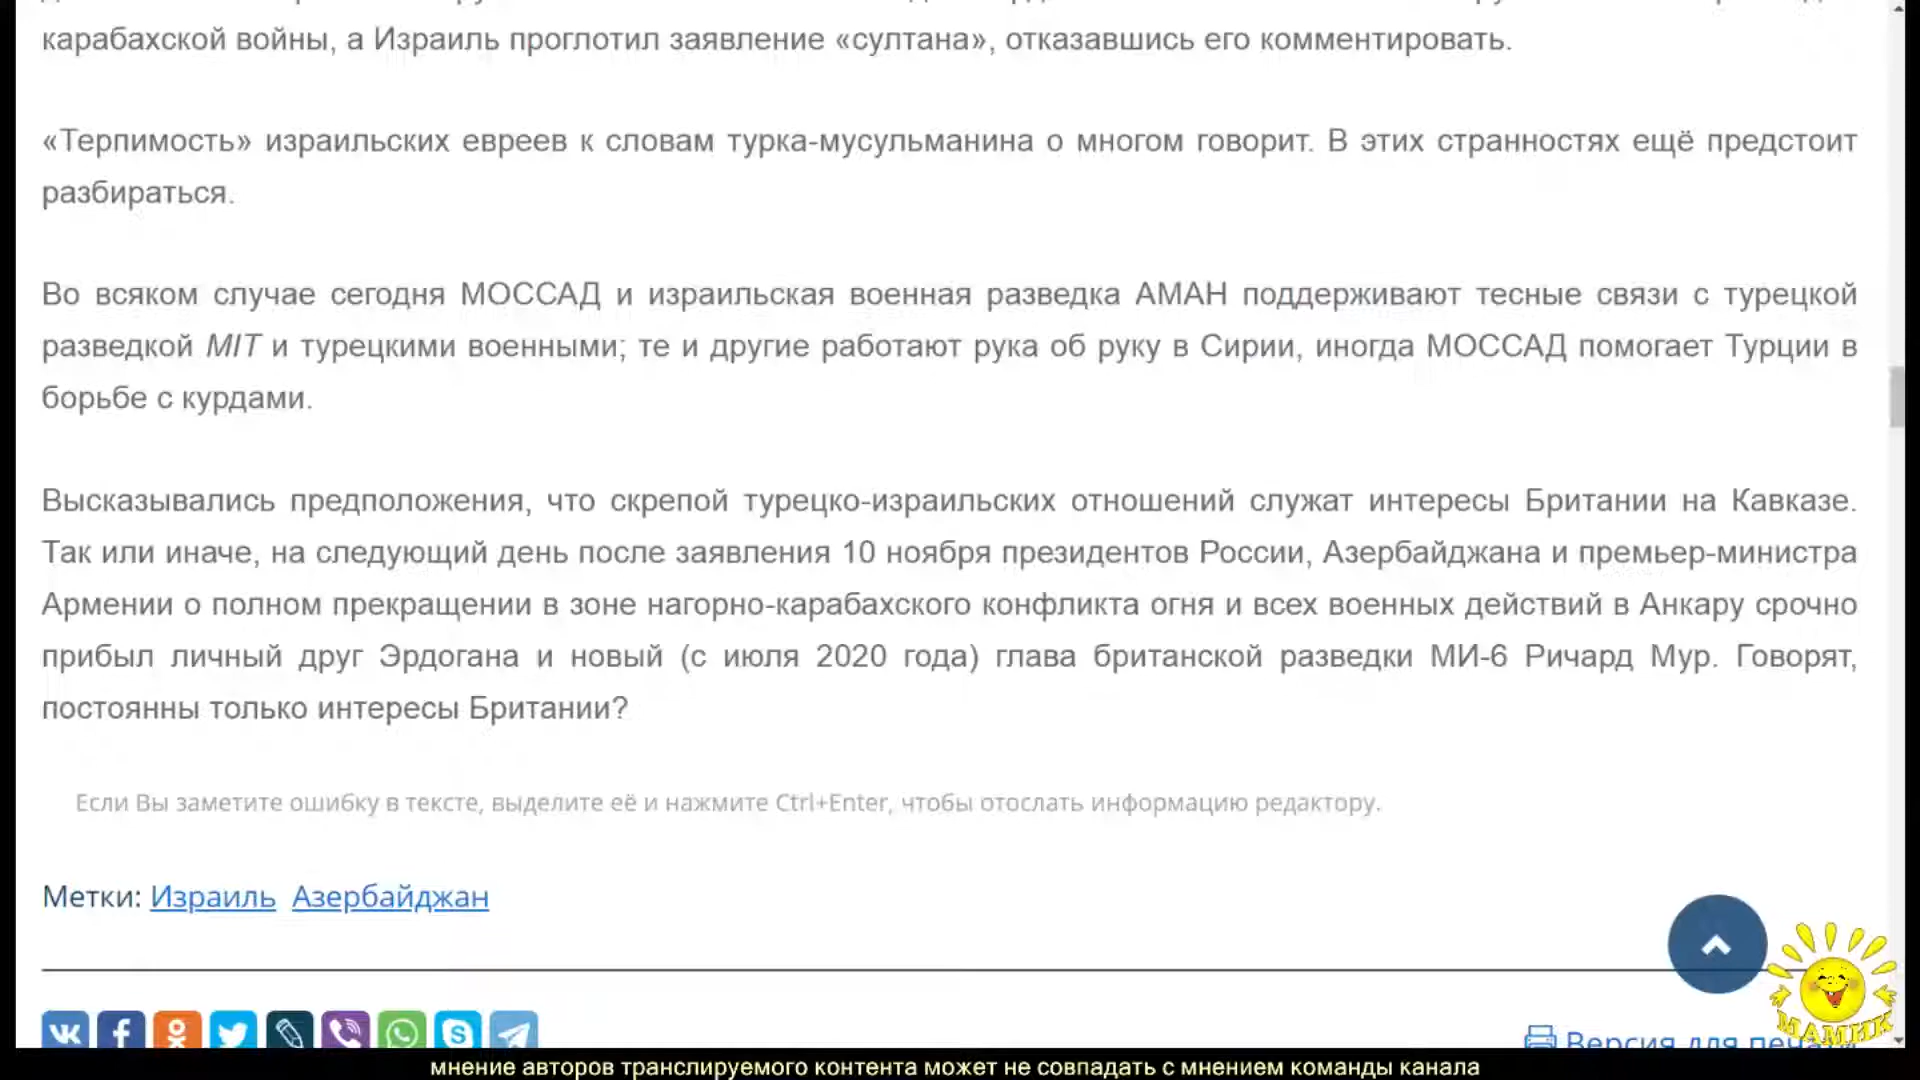 карабахской войны, а Израиль проглотил заявление «султана», отказавшись его комментировать.
«Терпимость» израильских евреев к словам турка-мусульманина о многом говорит. В этих странностях ещё предстоит
разбираться.
Во всяком случае сегодня МОССАД и израильская военная разведка АМАН поддерживают тесные связи с турецкой
разведкой MIT и турецкими военными; те и другие работают рука об руку в Сирии, иногда МОССАД помогает Турции в
борьбе с курдами.
Высказывались предположения, что скрепой турецко-израильских отношений служат интересы Британии на Кавказе.
Так или иначе, на следующий день после заявления 10 ноября президентов России, Азербайджана и премьер-министра
Армении о полном прекращении в зоне нагорно-карабахского конфликта огня и всех военных действий в Анкару срочно
прибыл личный друг Эрдогана и новый (с июля 2020 года) глава британской разведки МИ-6 Ричард Мур. Говорят,
постоянны только интересы Британии?
Если Вы заметите ошибку в тексте, выделите её и нажмите Ctrl+Enter, чтобы отослать информацию редактору.
Метки: Израиль Азербайджан
МАМИК
Версия для печати
мнение авторов транслируемого контента может не совпадать с мнением команды канала